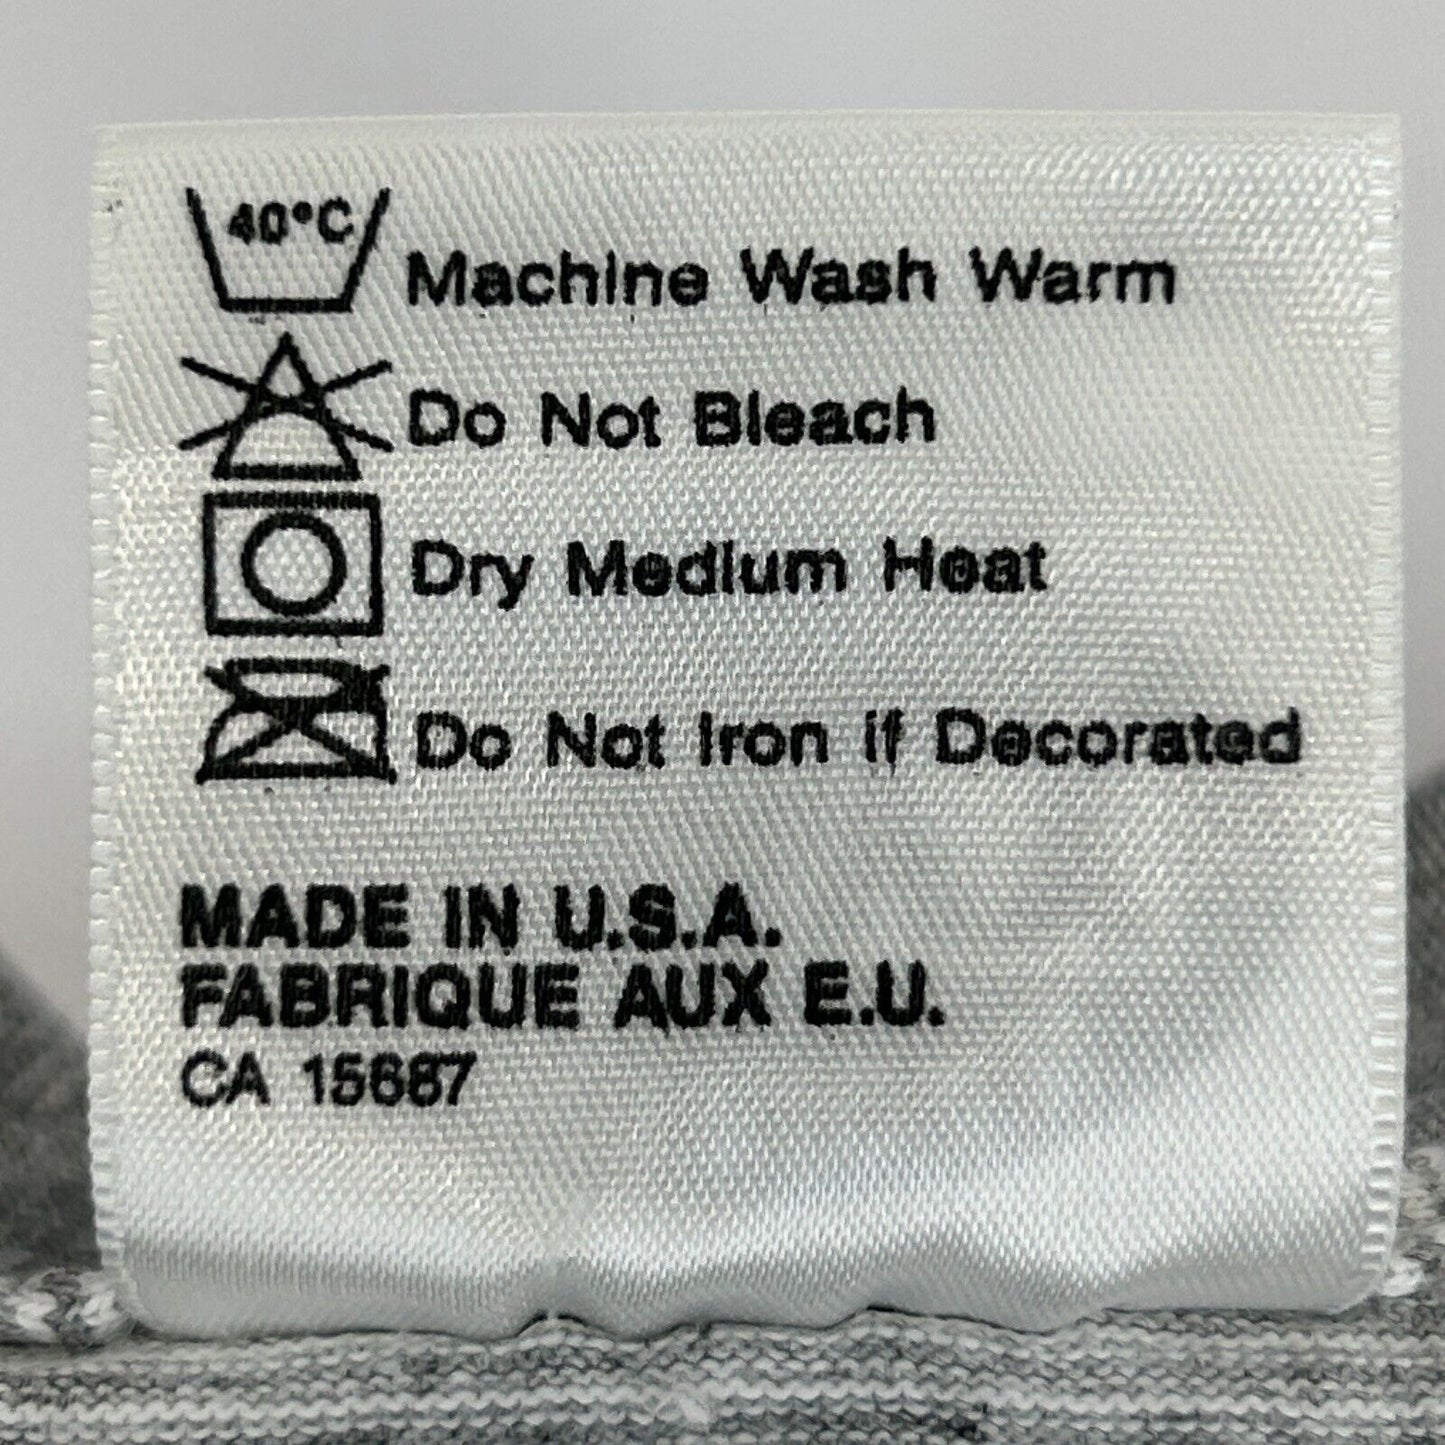 40°C
Machine Wash Warm
Do Not Bleach
Dry Medium Heat
Do Not Iron if Decorated
MADE IN U.S.A.
FABRIQUE AUX E.U.
CA 15687